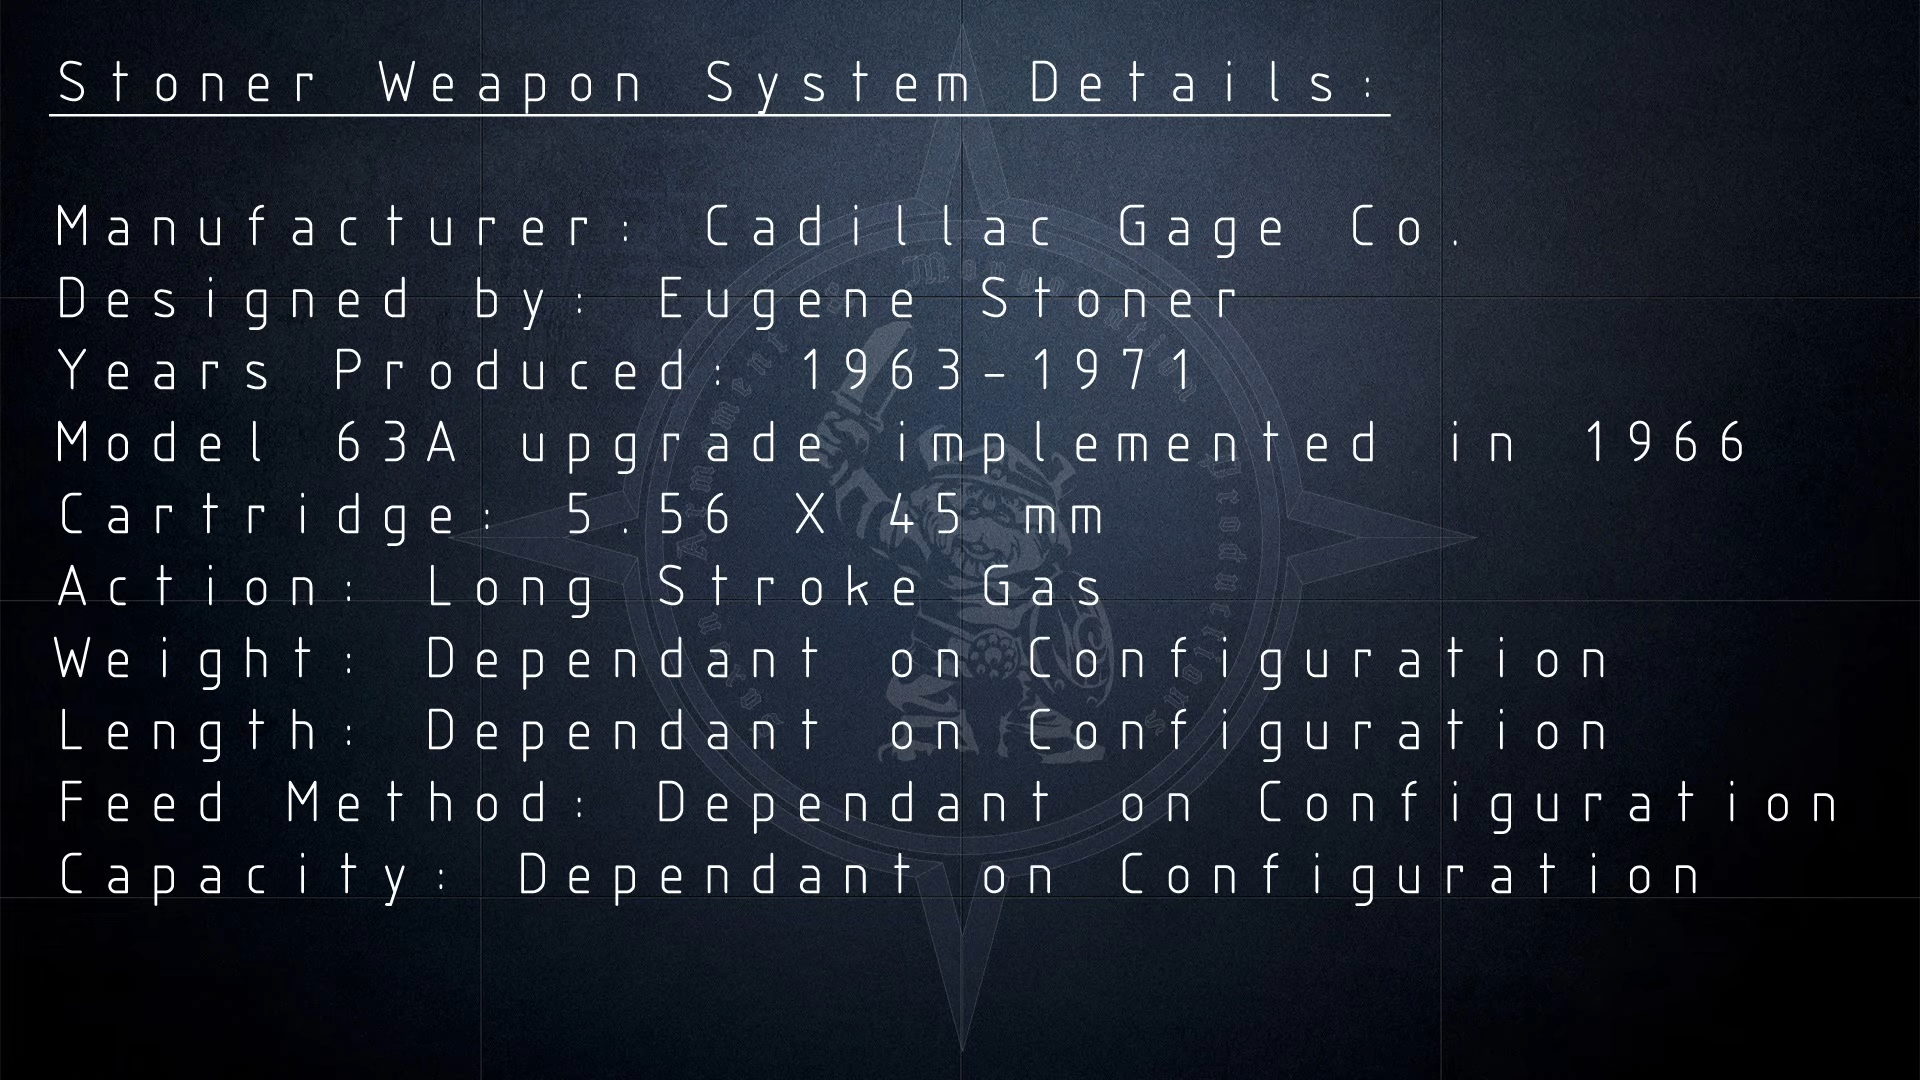 Stoner Weapon System Details:
Manufacturer: Cadillac Gage Co.
Designed by: Eugene Stoner
Years Produced: 1963-1971
Model 63A upgrade implemented in 1966
Cartridge: 5.56 X 45 mm
Action: Long Stroke Gas
Weight: Dependant on Configuration
Length: Dependant on Configuration
Feed Method: Dependant on Configuration
Capacity: Dependant on Configuration